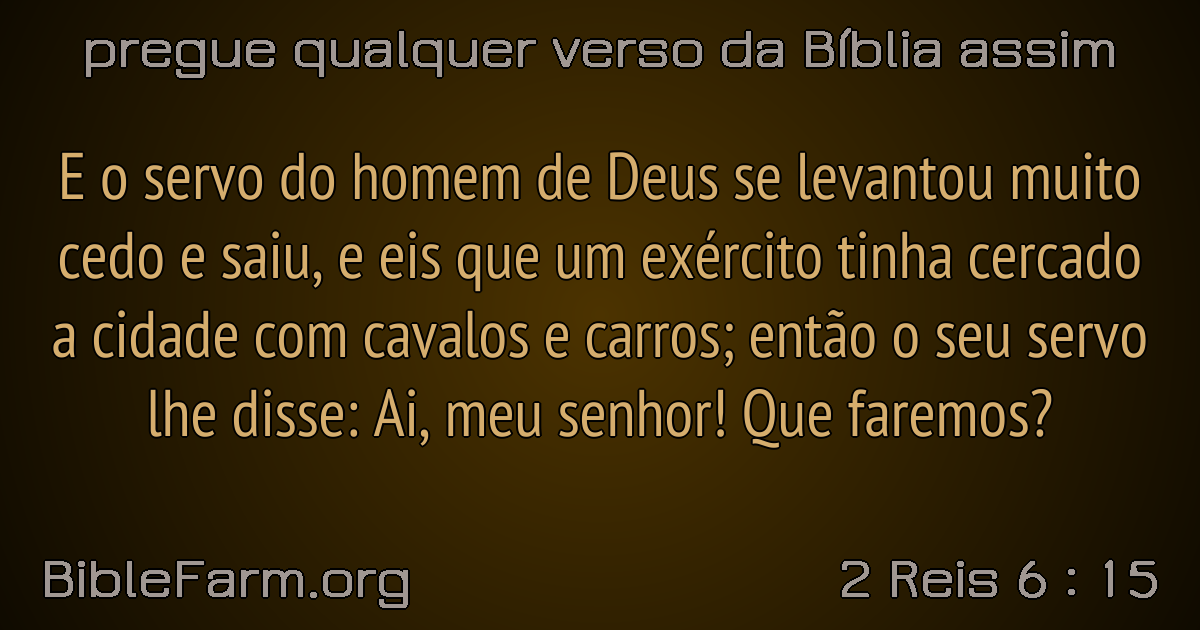 pregue qualquer verso da Bíblia assim
E o servo do homem de Deus se levantou muito
cedo e saiu, e eis que um exército tinha cercado
a cidade com cavalos e carros; então o seu servo
lhe disse: Ai, meu senhor! Que faremos?
BibleFarm.org
2 Reis 6 : 15